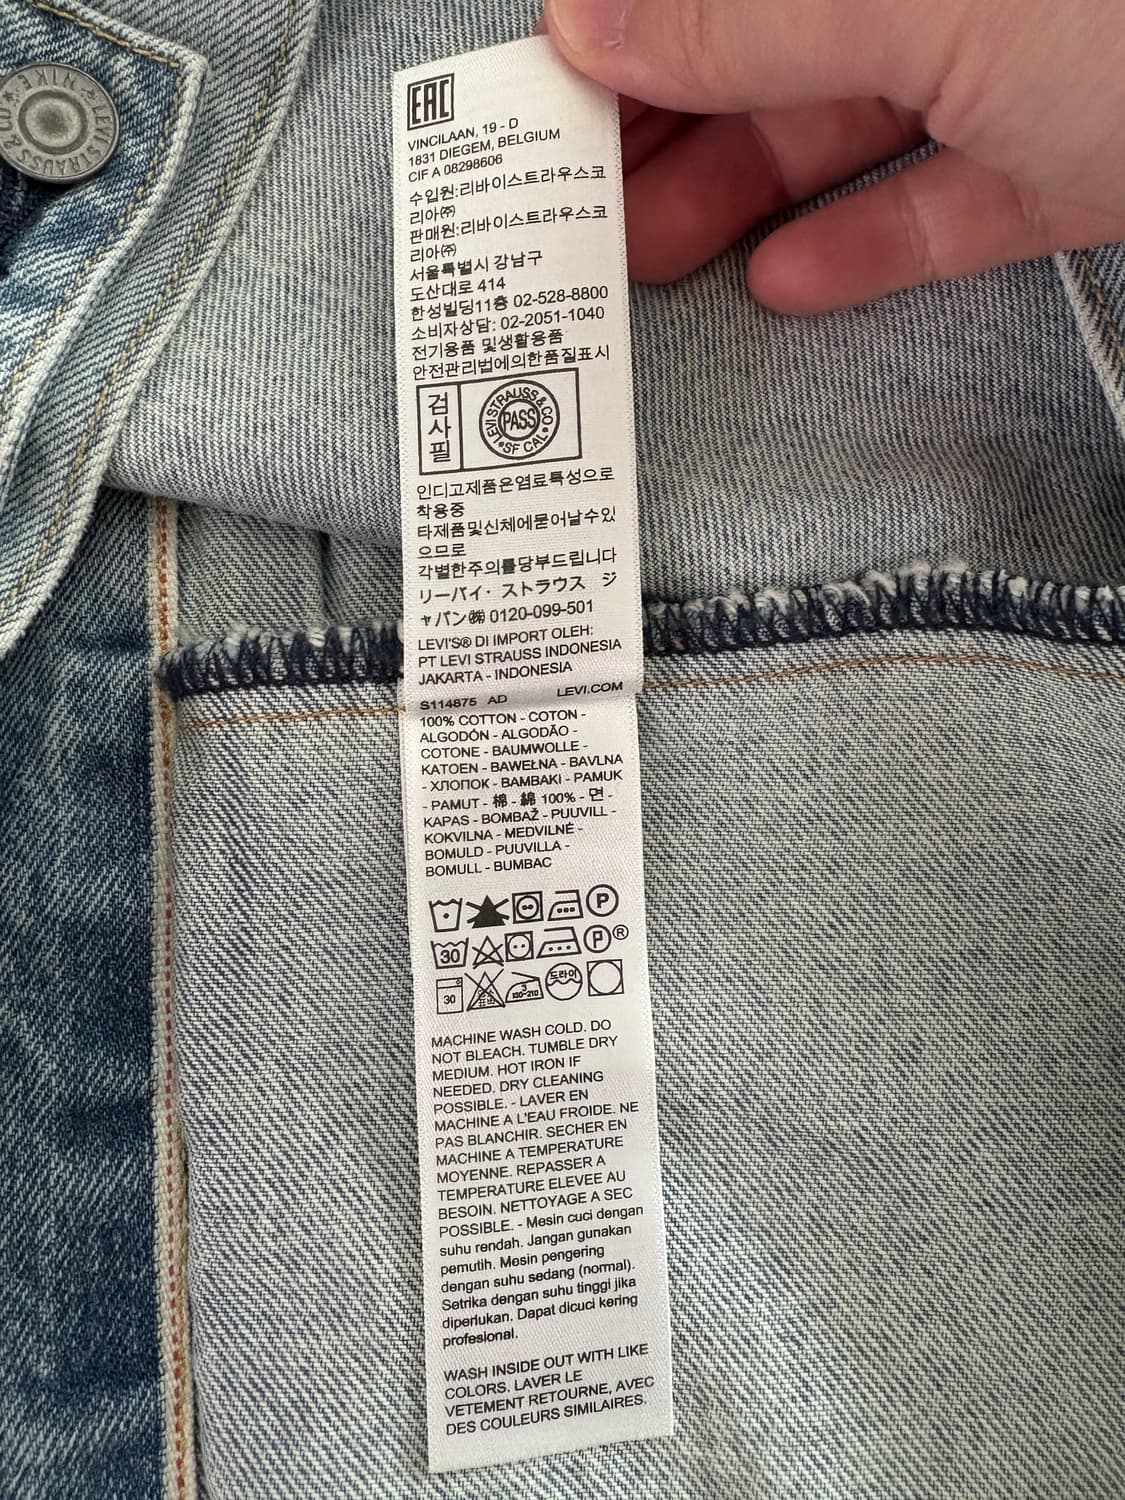 LEVI STRAUSS & CO. NIKE
EAC
VINCILAAN, 19 - D
1831 DIEGEM, BELGIUM
CIF A 08298606
수입원:리바이스트라우스코
리아㈜
판매원:리바이스트라우스코
리아㈜
서울특별시 강남구
도산대로 414
한성빌딩11층 02-528-8800
소비자상담: 02-2051-1040
전기용품 및생활용품
안전관리법에의한품질표시
검사필
LEVI STRAUSS & CO
PASS
SF CAL
인디고제품은염료특성으로
착용중
타제품및신체에묻어날수있
으므로
각별한주의를당부드립니다
リーバイ・ストラウス ジ
ャパン㈱ 0120-099-501
LEVI'S® DI IMPORT OLEH:
PT LEVI STRAUSS INDONESIA
JAKARTA - INDONESIA
S114875 AD LEVI.COM
100% COTTON - COTON -
ALGODÓN - ALGODÃO -
COTONE - BAUMWOLLE -
KATOEN - BAWEŁNA - BAVLNA
- ХЛОПОК - BAMBAKI - PAMUK
- PAMUT - 棉 - 綿 100% - 면 -
KAPAS - BOMBAŽ - PUUVILL -
KOKVILNA - MEDVILNĖ -
BOMULD - PUUVILLA -
BOMULL - BUMBAC
P
30 P®
30 3 180-210 드라이
MACHINE WASH COLD. DO
NOT BLEACH. TUMBLE DRY
MEDIUM. HOT IRON IF
NEEDED. DRY CLEANING
POSSIBLE. - LAVER EN
MACHINE A L'EAU FROIDE. NE
PAS BLANCHIR. SECHER EN
MACHINE A TEMPERATURE
MOYENNE. REPASSER A
TEMPERATURE ELEVEE AU
BESOIN. NETTOYAGE A SEC
POSSIBLE. - Mesin cuci dengan
suhu rendah. Jangan gunakan
pemutih. Mesin pengering
dengan suhu sedang (normal).
Setrika dengan suhu tinggi jika
diperlukan. Dapat dicuci kering
profesional.
WASH INSIDE OUT WITH LIKE
COLORS. LAVER LE
VETEMENT RETOURNE, AVEC
DES COULEURS SIMILAIRES.